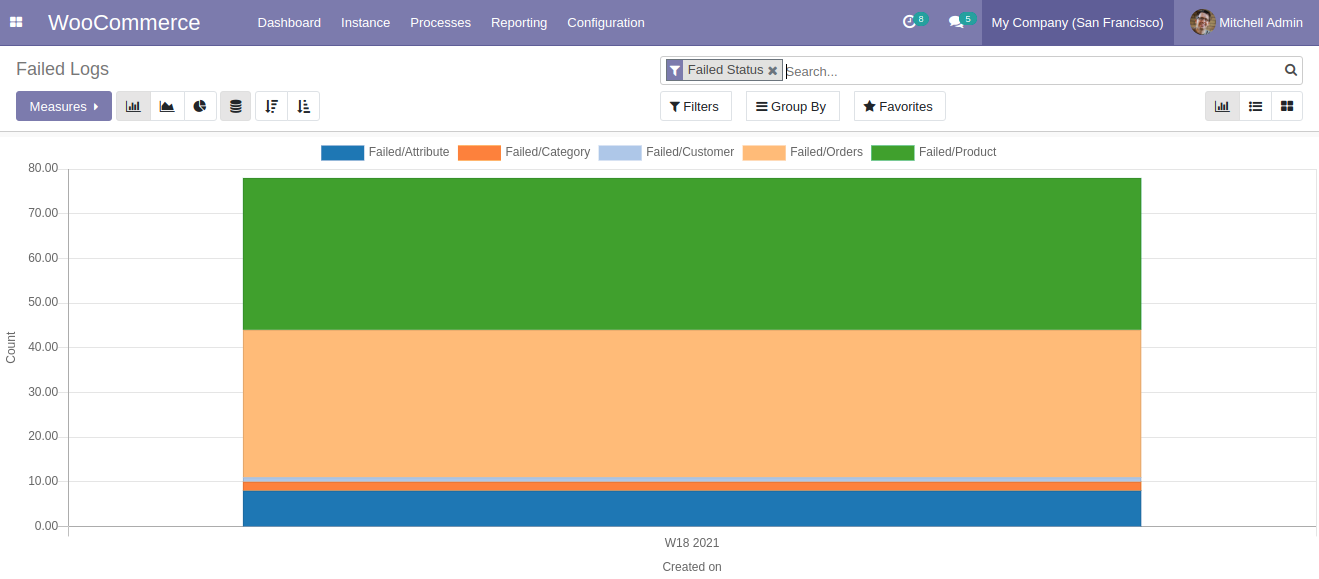 WooCommerce Dashboard Instance Processes Reporting Configuration 8 5 My Company (San Francisco) Mitchell Admin
Failed Logs
Failed Status Search...
Measures Filters Group By Favorites
Failed/Attribute Failed/Category Failed/Customer Failed/Orders Failed/Product
80.00
70.00
60.00
50.00
40.00
30.00
20.00
10.00
0.00
Count
W18 2021
Created on